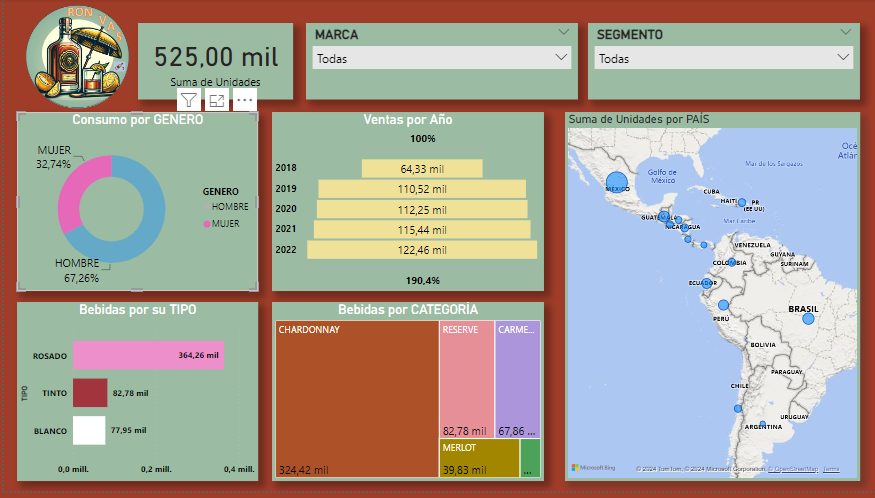 RON VAS
525,00 mil
Suma de Unidades
MARCA
Todas
SEGMENTO
Todas
Consumo por GENERO
MUJER
32,74%
HOMBRE
67,26%
GENERO
HOMBRE
MUJER
Ventas por Año
100%
2018 64,33 mil
2019 110,52 mil
2020 112,25 mil
2021 115,44 mil
2022 122,46 mil
190,4%
Suma de Unidades por PAÍS
Océ
Atlán
Golfo de
México
Mar de los Sargazos
MÉXICO
CUBA
HAITÍ
PR
(EE UU)
GUATEMALA
NICARAGUA
Mar Caribe
VENEZUELA
GUYANA
SURINAM
COLOMBIA
ECUADOR
PERÚ
BRASIL
BOLIVIA
PARAGUAY
CHILE
URUGUAY
ARGENTINA
Microsoft Bing
© 2024 TomTom, © 2024 Microsoft Corporation, © OpenStreetMap Terms
Bebidas por su TIPO
TIPO
ROSADO 364,26 mil
TINTO 82,78 mil
BLANCO 77,95 mil
0,0 mill. 0,2 mill. 0,4 mill.
Bebidas por CATEGORÍA
CHARDONNAY
324,42 mil
RESERVE
82,78 mil
CARME...
67,86 ...
MERLOT
39,83 mil
...